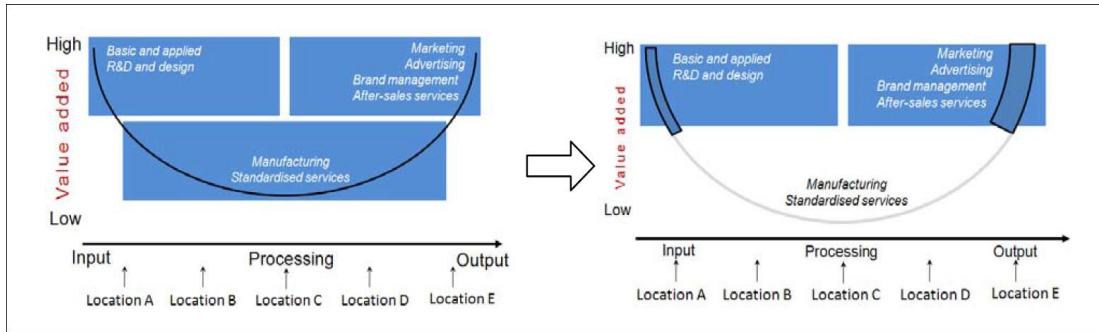 High
Value added
Low
Basic and applied
R&D and design
Marketing
Advertising
Brand management
After-sales services
Manufacturing
Standardised services
Input
Processing
Output
Location A
Location B
Location C
Location D
Location E
High
Value added
Low
Basic and applied
R&D and design
Marketing
Advertising
Brand management
After-sales services
Manufacturing
Standardised services
Input
Processing
Output
Location A
Location B
Location C
Location D
Location E